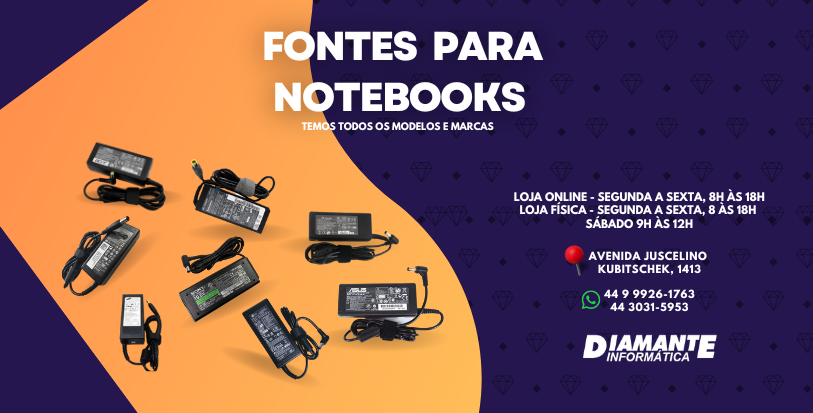 FONTES PARA
NOTEBOOKS
TEMOS TODOS OS MODELOS E MARCAS
LOJA ONLINE - SEGUNDA A SEXTA, 8H ÀS 18H
LOJA FÍSICA - SEGUNDA A SEXTA, 8 ÀS 18H
SÁBADO 9H ÀS 12H
AVENIDA JUSCELINO
KUBITSCHEK, 1413
44 9 9926-1763
44 3031-5953
DIAMANTE
INFORMÁTICA
SONY
ASUS